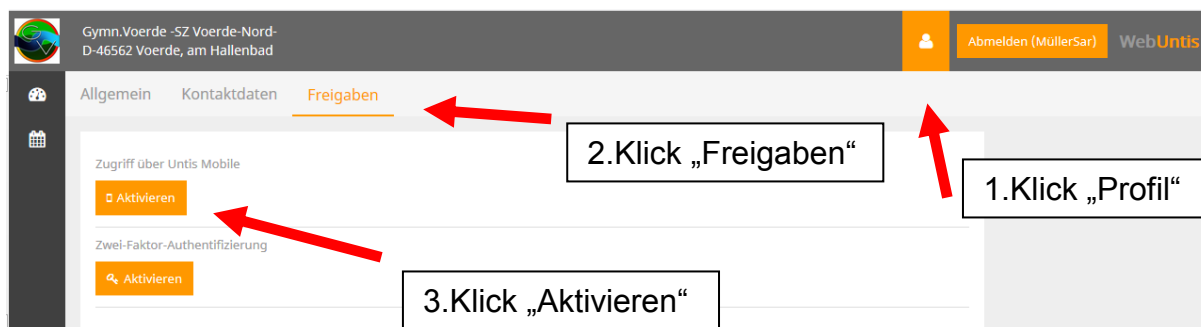 Gymn.Voerde -SZ Voerde-Nord-
D-46562 Voerde, am Hallenbad
Abmelden (MüllerSar)
WebUntis
Allgemein Kontaktdaten Freigaben
2.Klick „Freigaben“
1.Klick „Profil“
Zugriff über Untis Mobile
Aktivieren
Zwei-Faktor-Authentifizierung
Aktivieren
3.Klick „Aktivieren“